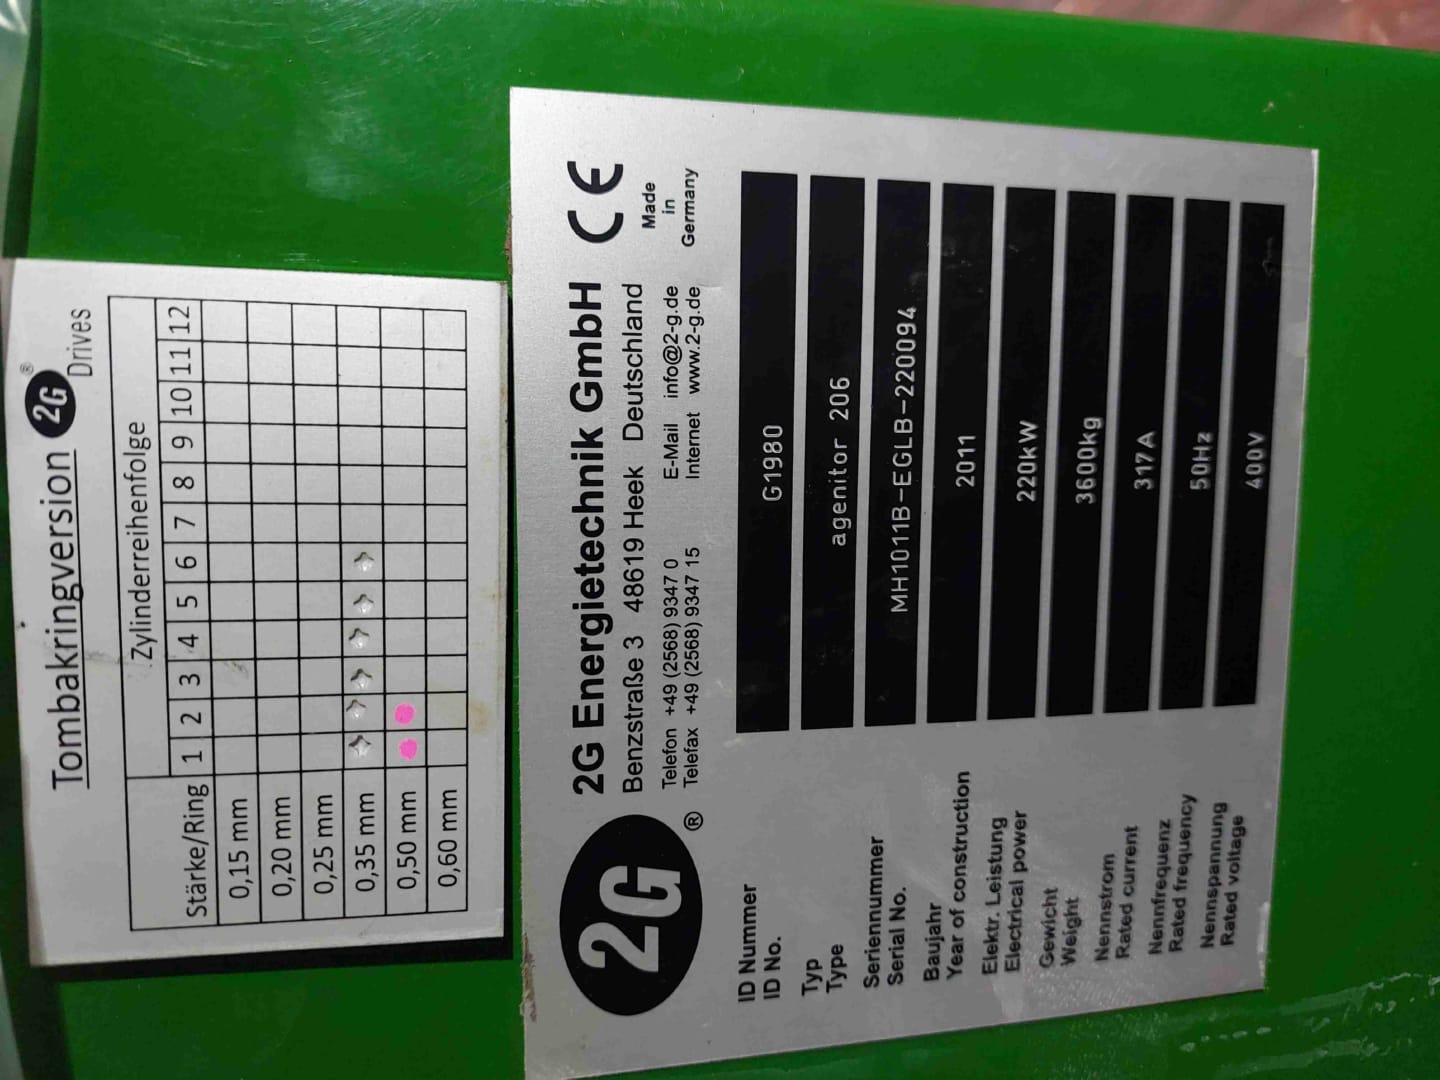 Tombakringversion 2G®
Drives
Zylinderreihenfolge
Stärke/Ring 1 2 3 4 5 6 7 8 9 10 11 12
0,15 mm
0,20 mm
0,25 mm
0,35 mm
0,50 mm
0,60 mm
2G®
2G Energietechnik GmbH CE
Benzstraße 3 48619 Heek Deutschland
Telefon +49 (2568) 9347 0 E-Mail info@2-g.de
Telefax +49 (2568) 9347 15 Internet www.2-g.de
Made
in
Germany
ID Nummer
ID No. G1980
Typ
Type agenitor 206
Seriennummer
Serial No. MH1011B-EGLB-220094
Baujahr
Year of construction 2011
Elektr. Leistung
Electrical power 220kW
Gewicht
Weight 3600kg
Nennstrom
Rated current 317A
Nennfrequenz
Rated frequency 50Hz
Nennspannung
Rated voltage 400V